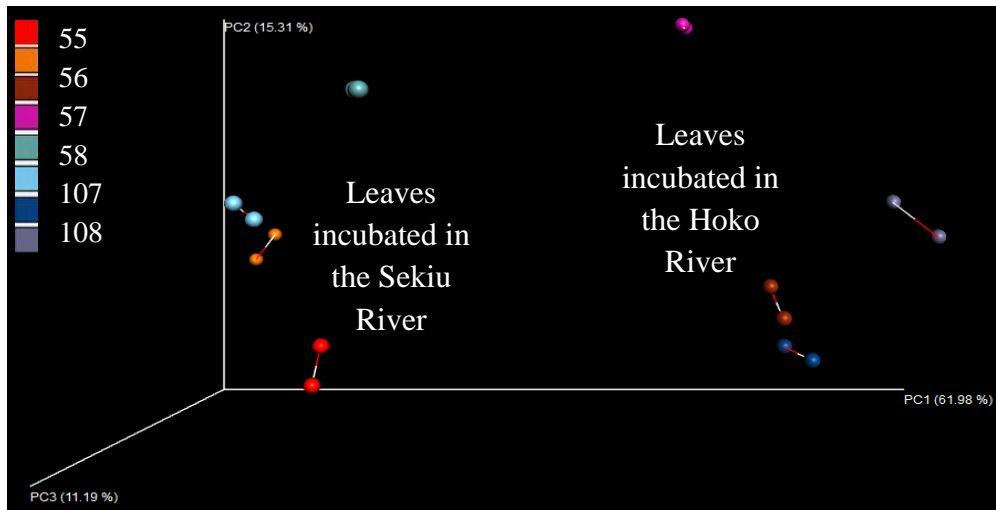 PC2 (15.31 %)
55
56
57
58
107
108
Leaves
incubated in
the Sekiu
River
Leaves
incubated in
the Hoko
River
PC1 (61.98 %)
PC3 (11.19 %)